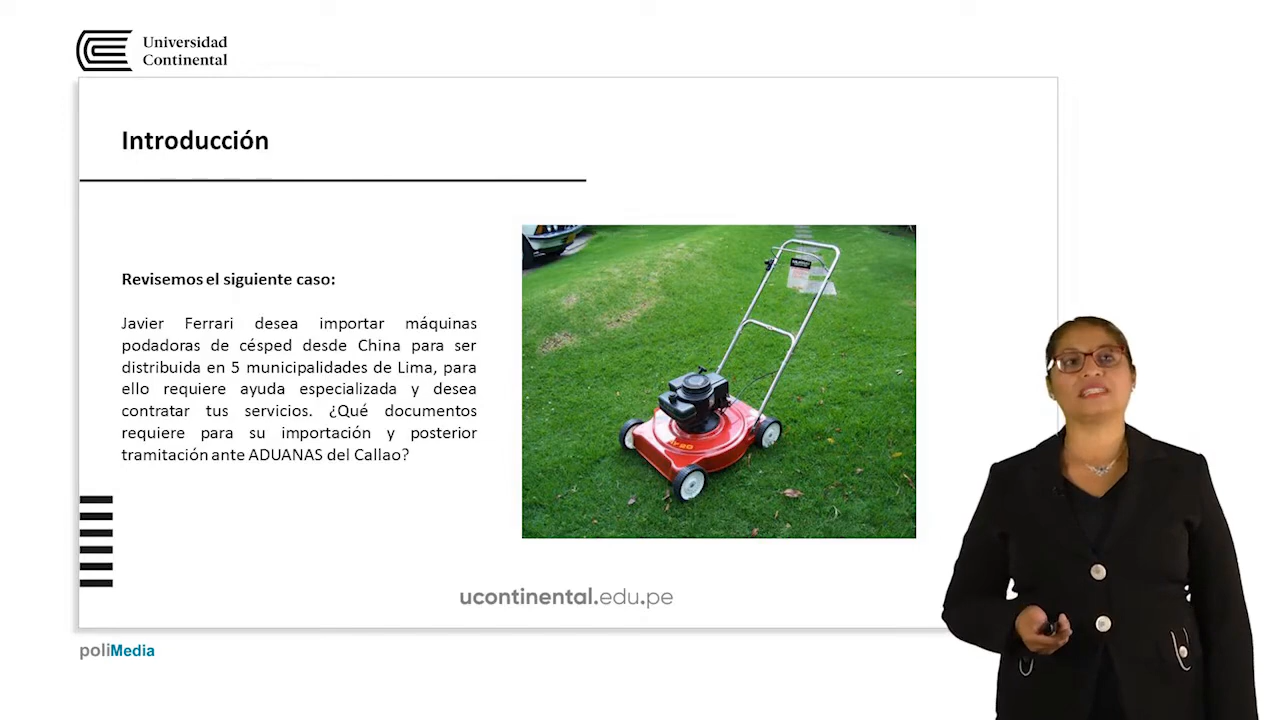 Universidad
Continental
Introducción
Revisemos el siguiente caso:
Javier Ferrari desea importar máquinas
podadoras de césped desde China para ser
distribuida en 5 municipalidades de Lima, para
ello requiere ayuda especializada y desea
contratar tus servicios. ¿Qué documentos
requiere para su importación y posterior
tramitación ante ADUANAS del Callao?
ucontinental.edu.pe
poliMedia